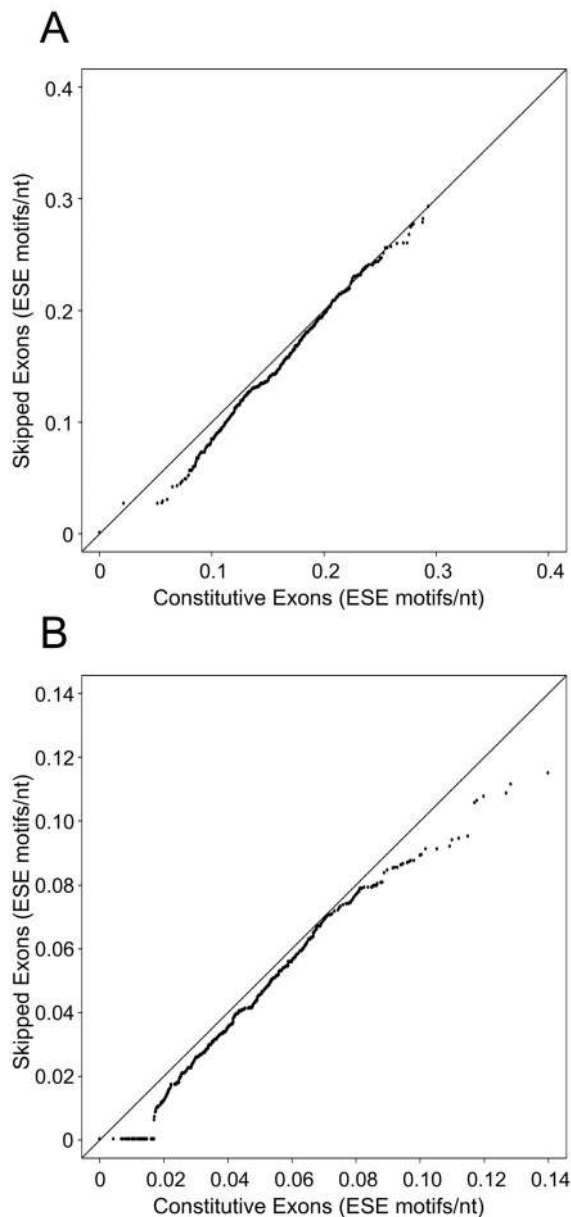 A
Skipped Exons (ESE motifs/nt)
0.4
0.3
0.2
0.1
0
0 0.1 0.2 0.3 0.4
Constitutive Exons (ESE motifs/nt)
B
Skipped Exons (ESE motifs/nt)
0.14
0.12
0.10
0.08
0.06
0.04
0.02
0
0 0.02 0.04 0.06 0.08 0.10 0.12 0.14
Constitutive Exons (ESE motifs/nt)